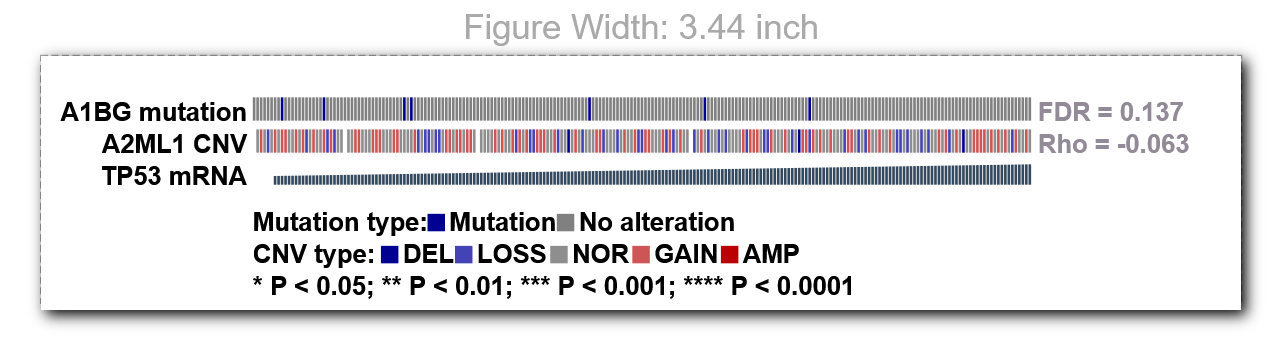 Figure Width: 3.44 inch
A1BG mutation FDR = 0.137
A2ML1 CNV Rho = -0.063
TP53 mRNA
Mutation type: Mutation No alteration
CNV type: DEL LOSS NOR GAIN AMP
* P < 0.05; ** P < 0.01; *** P < 0.001; **** P < 0.0001